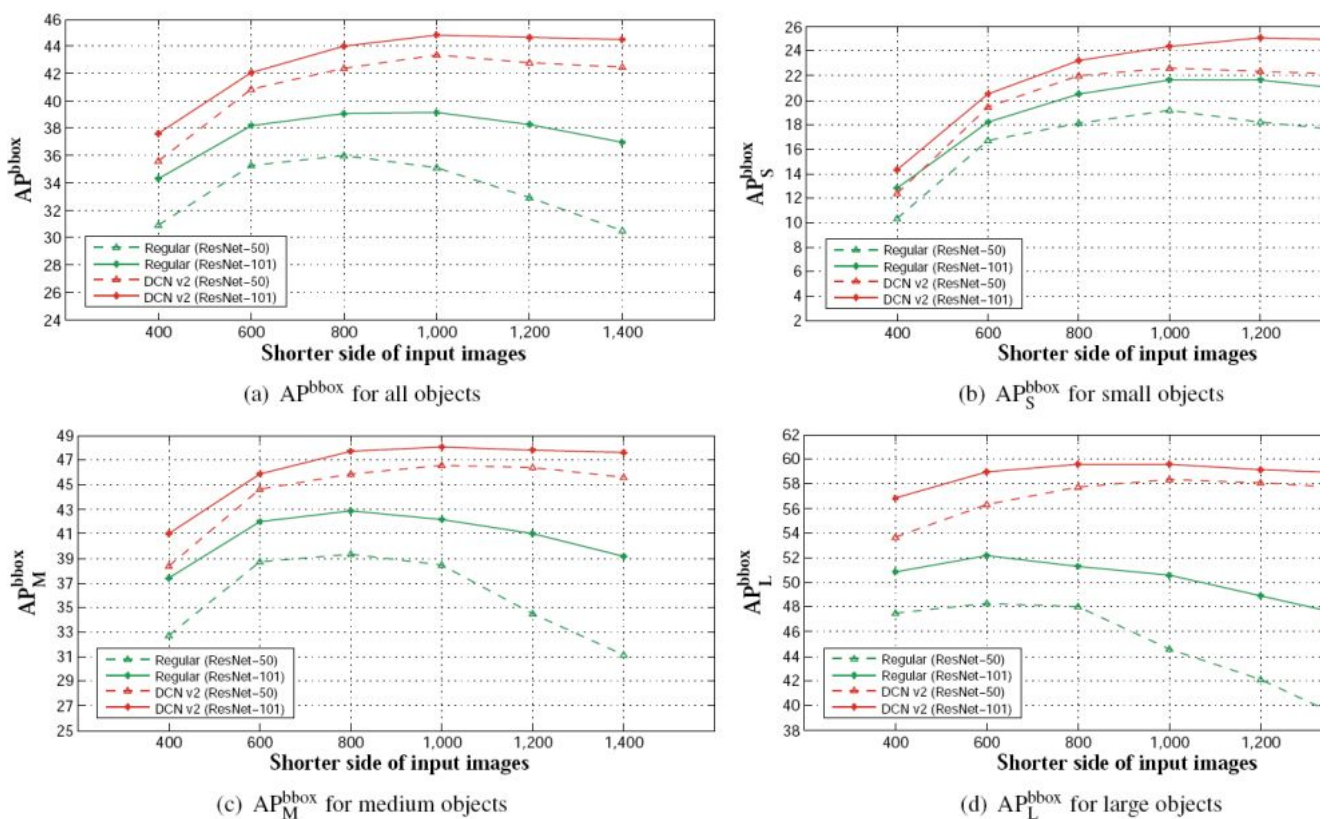 46
44
42
40
38
36
34
32
30
28
26
24
AP^bbox
Regular (ResNet-50)
Regular (ResNet-101)
DCN v2 (ResNet-50)
DCN v2 (ResNet-101)
400 600 800 1,000 1,200 1,400
Shorter side of input images
(a) AP^bbox for all objects
26
24
22
20
18
16
14
12
10
8
6
4
2
AP_S^bbox
Regular (ResNet-50)
Regular (ResNet-101)
DCN v2 (ResNet-50)
DCN v2 (ResNet-101)
400 600 800 1,000 1,200
Shorter side of input images
(b) AP_S^bbox for small objects
49
47
45
43
41
39
37
35
33
31
29
27
25
AP_M^bbox
Regular (ResNet-50)
Regular (ResNet-101)
DCN v2 (ResNet-50)
DCN v2 (ResNet-101)
400 600 800 1,000 1,200 1,400
Shorter side of input images
(c) AP_M^bbox for medium objects
62
60
58
56
54
52
50
48
46
44
42
40
38
AP_L^bbox
Regular (ResNet-50)
Regular (ResNet-101)
DCN v2 (ResNet-50)
DCN v2 (ResNet-101)
400 600 800 1,000 1,200
Shorter side of input images
(d) AP_L^bbox for large objects